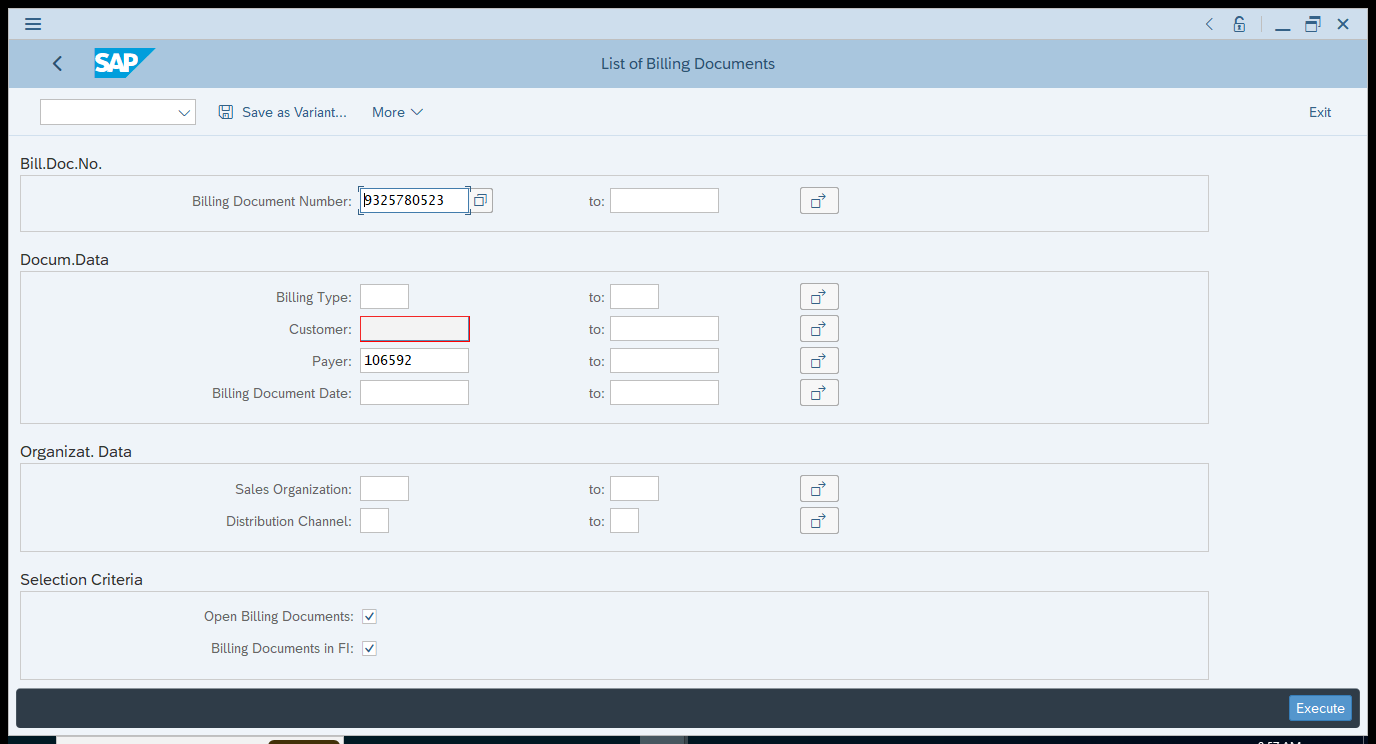 SAP
List of Billing Documents
Save as Variant... More Exit
Bill.Doc.No.
Billing Document Number: 9325780523 to:
Docum.Data
Billing Type: to:
Customer: to:
Payer: 106592 to:
Billing Document Date: to:
Organizat. Data
Sales Organization: to:
Distribution Channel: to:
Selection Criteria
Open Billing Documents:
Billing Documents in FI:
Execute